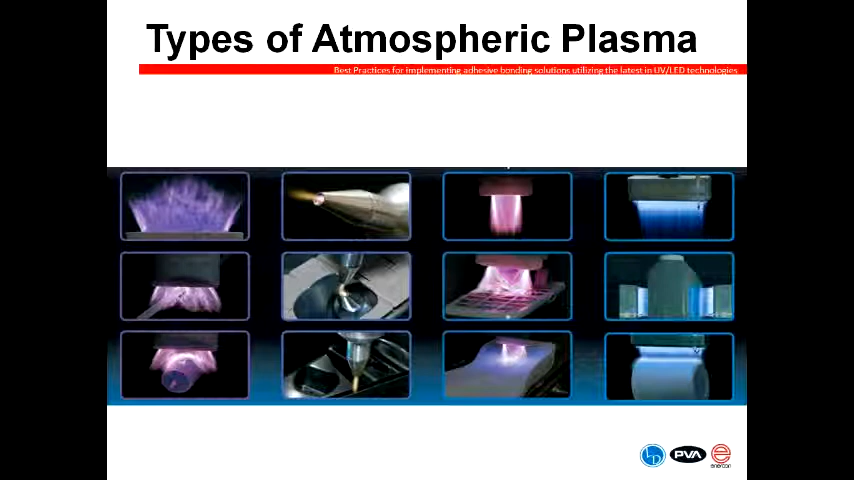 Types of Atmospheric Plasma
Best Practices for implementing adhesive bonding solutions utilizing the latest in UV/LED technologies
PVA
enercon